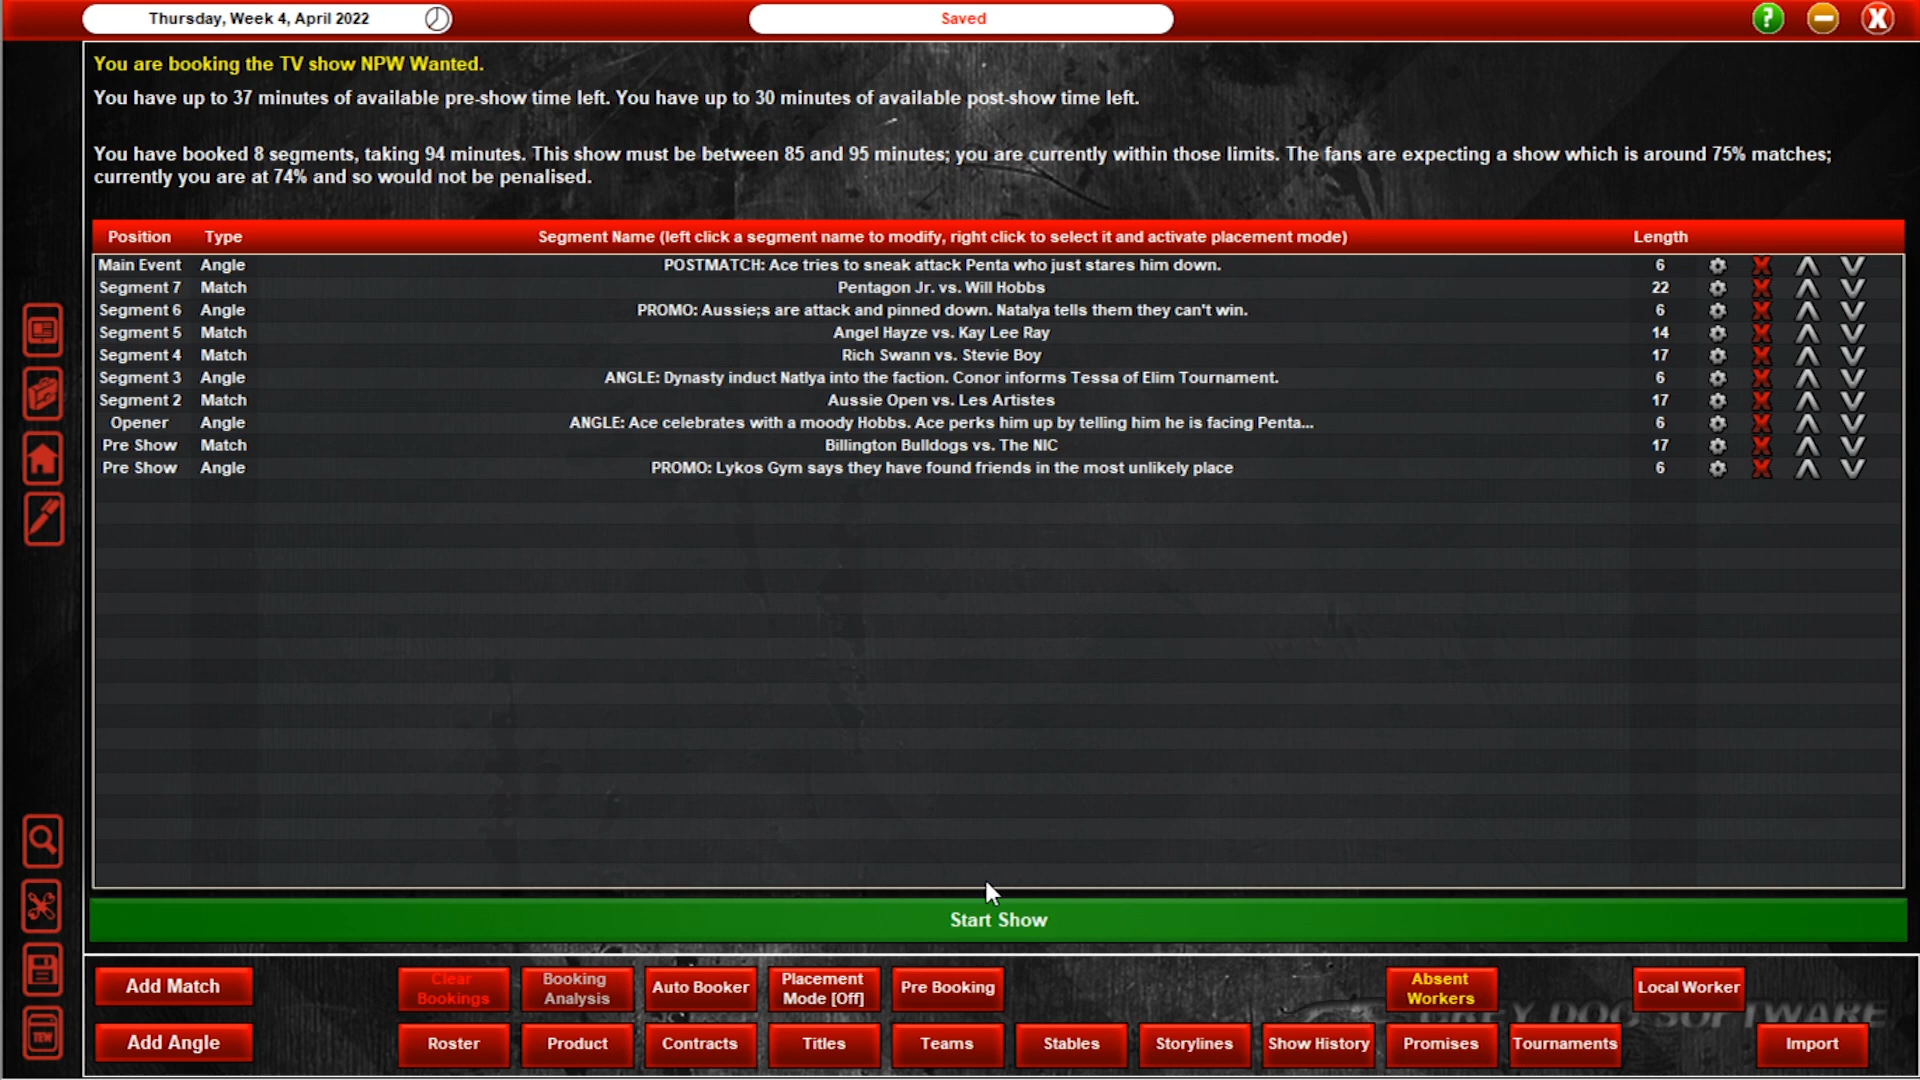 Thursday, Week 4, April 2022
Saved
?
X
You are booking the TV show NPW Wanted.
You have up to 37 minutes of available pre-show time left. You have up to 30 minutes of available post-show time left.
You have booked 8 segments, taking 94 minutes. This show must be between 85 and 95 minutes; you are currently within those limits. The fans are expecting a show which is around 75% matches;
currently you are at 74% and so would not be penalised.
Position Type Segment Name (left click a segment name to modify, right click to select it and activate placement mode) Length
Main Event Angle POSTMATCH: Ace tries to sneak attack Penta who just stares him down. 6
Segment 7 Match Pentagon Jr. vs. Will Hobbs 22
Segment 6 Angle PROMO: Aussie;s are attack and pinned down. Natalya tells them they can't win. 6
Segment 5 Match Angel Hayze vs. Kay Lee Ray 14
Segment 4 Match Rich Swann vs. Stevie Boy 17
Segment 3 Angle ANGLE: Dynasty induct Natlya into the faction. Conor informs Tessa of Elim Tournament. 6
Segment 2 Match Aussie Open vs. Les Artistes 17
Opener Angle ANGLE: Ace celebrates with a moody Hobbs. Ace perks him up by telling him he is facing Penta... 6
Pre Show Match Billington Bulldogs vs. The NIC 17
Pre Show Angle PROMO: Lykos Gym says they have found friends in the most unlikely place 6
Start Show
Add Match
Clear Bookings
Booking Analysis
Auto Booker
Placement Mode [Off]
Pre Booking
Absent Workers
Local Worker
GREY DOG SOFTWARE
TEW
Add Angle
Roster
Product
Contracts
Titles
Teams
Stables
Storylines
Show History
Promises
Tournaments
Import